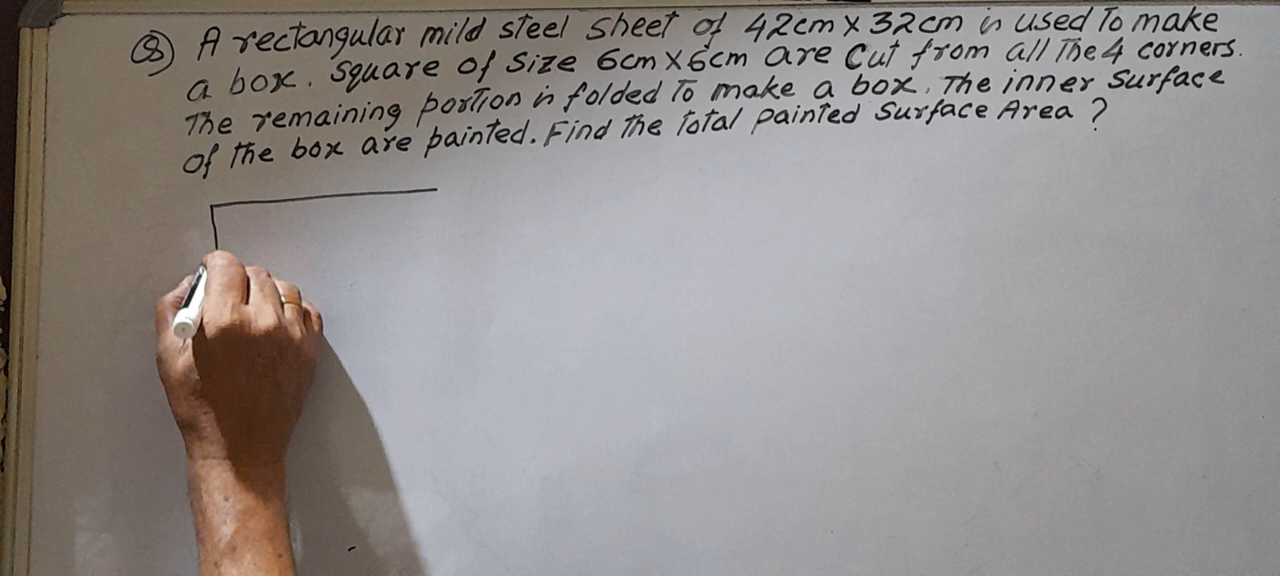 Q) A rectangular mild steel sheet of 42cm x 32cm is used To make
a box. Square of Size 6cm x 6cm are Cut from all The 4 corners.
The remaining portion is folded To make a box. The inner surface
of the box are painted. Find The Total painted Surface Area ?